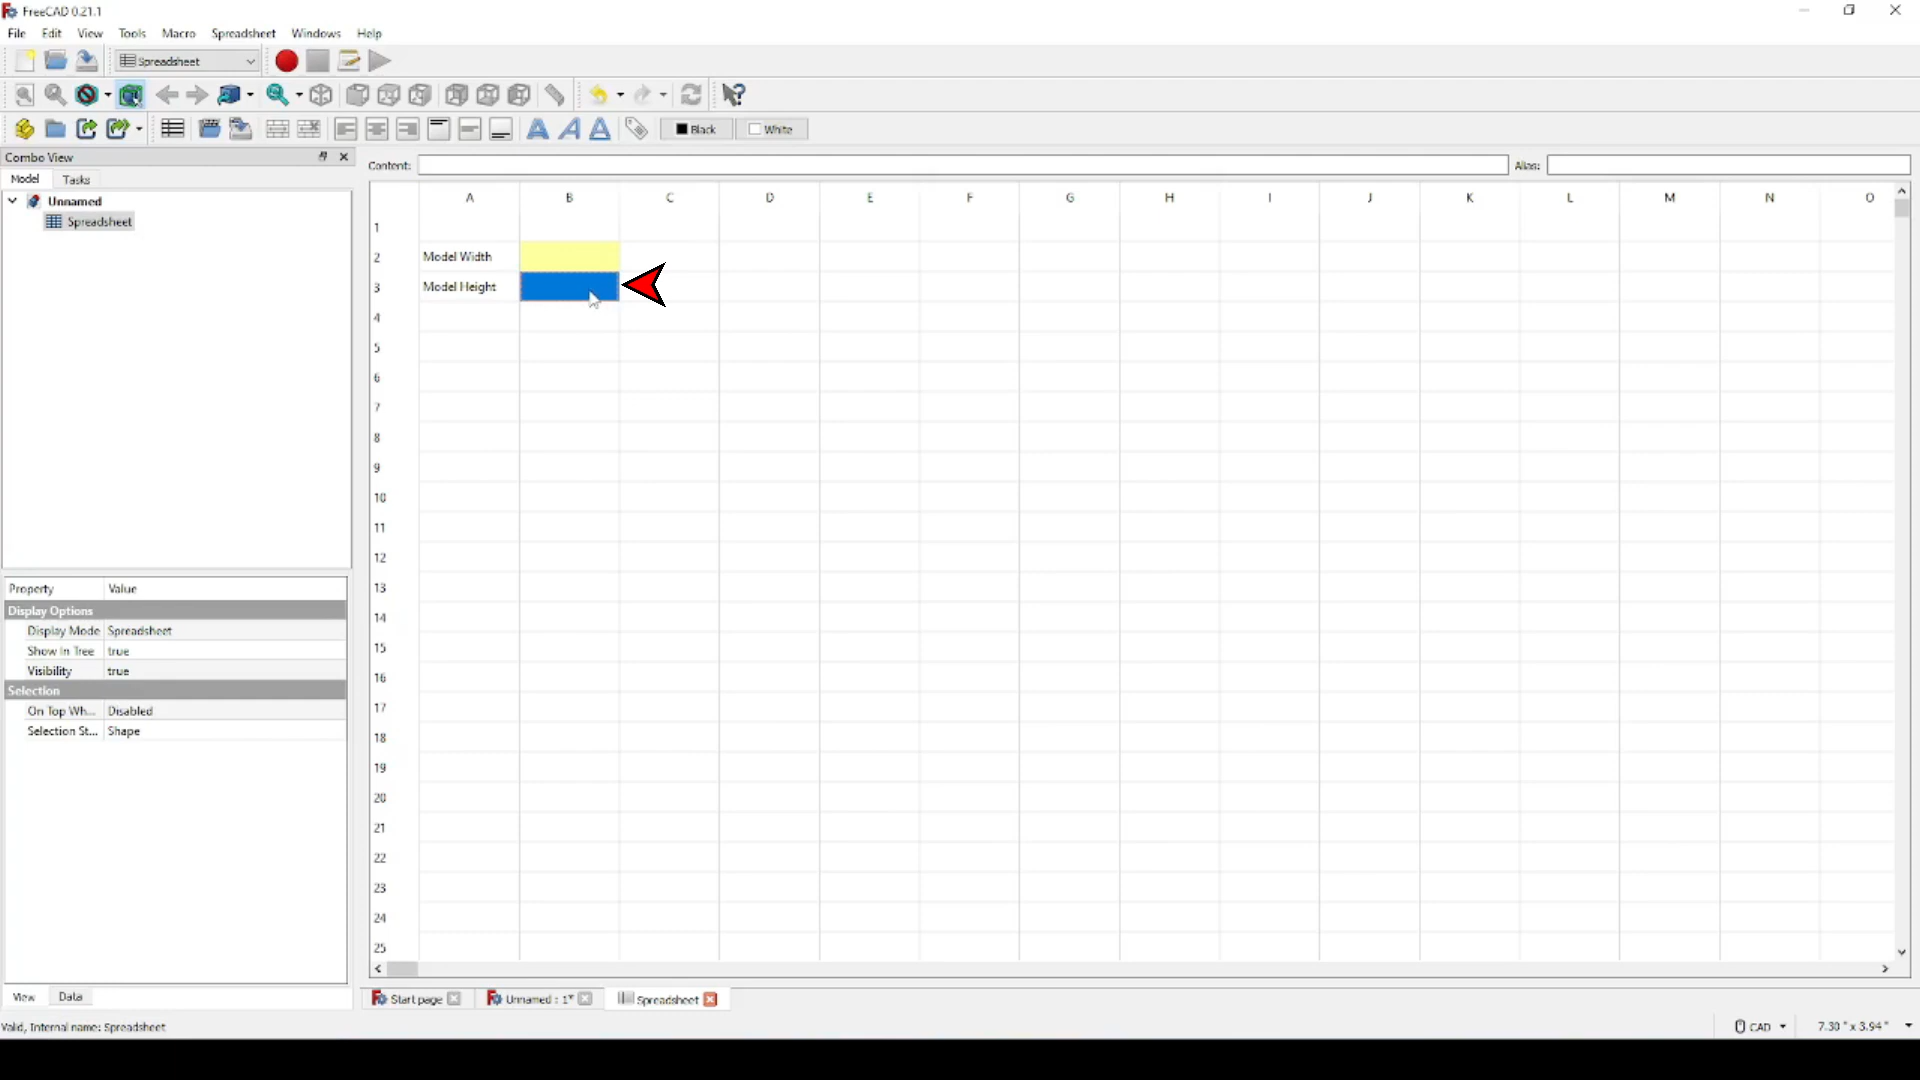 FreeCAD 0.21.1
File Edit View Tools Macro Spreadsheet Windows Help
Spreadsheet
Black White
Combo View
Content: Alias:
Model Tasks
Unnamed
Spreadsheet
A B C D E F G H I J K L M N O
1
2 Model Width
3 Model Height
4
5
6
7
8
9
10
11
12
13
14
15
16
17
18
19
20
21
22
23
24
25
Property Value
Display Options
Display Mode Spreadsheet
Show In Tree true
Visibility true
Selection
On Top Wh... Disabled
Selection St... Shape
View Data
Start page Unnamed : 1* Spreadsheet
Valid, Internal name: Spreadsheet
CAD 7.30 " x 3.94 "